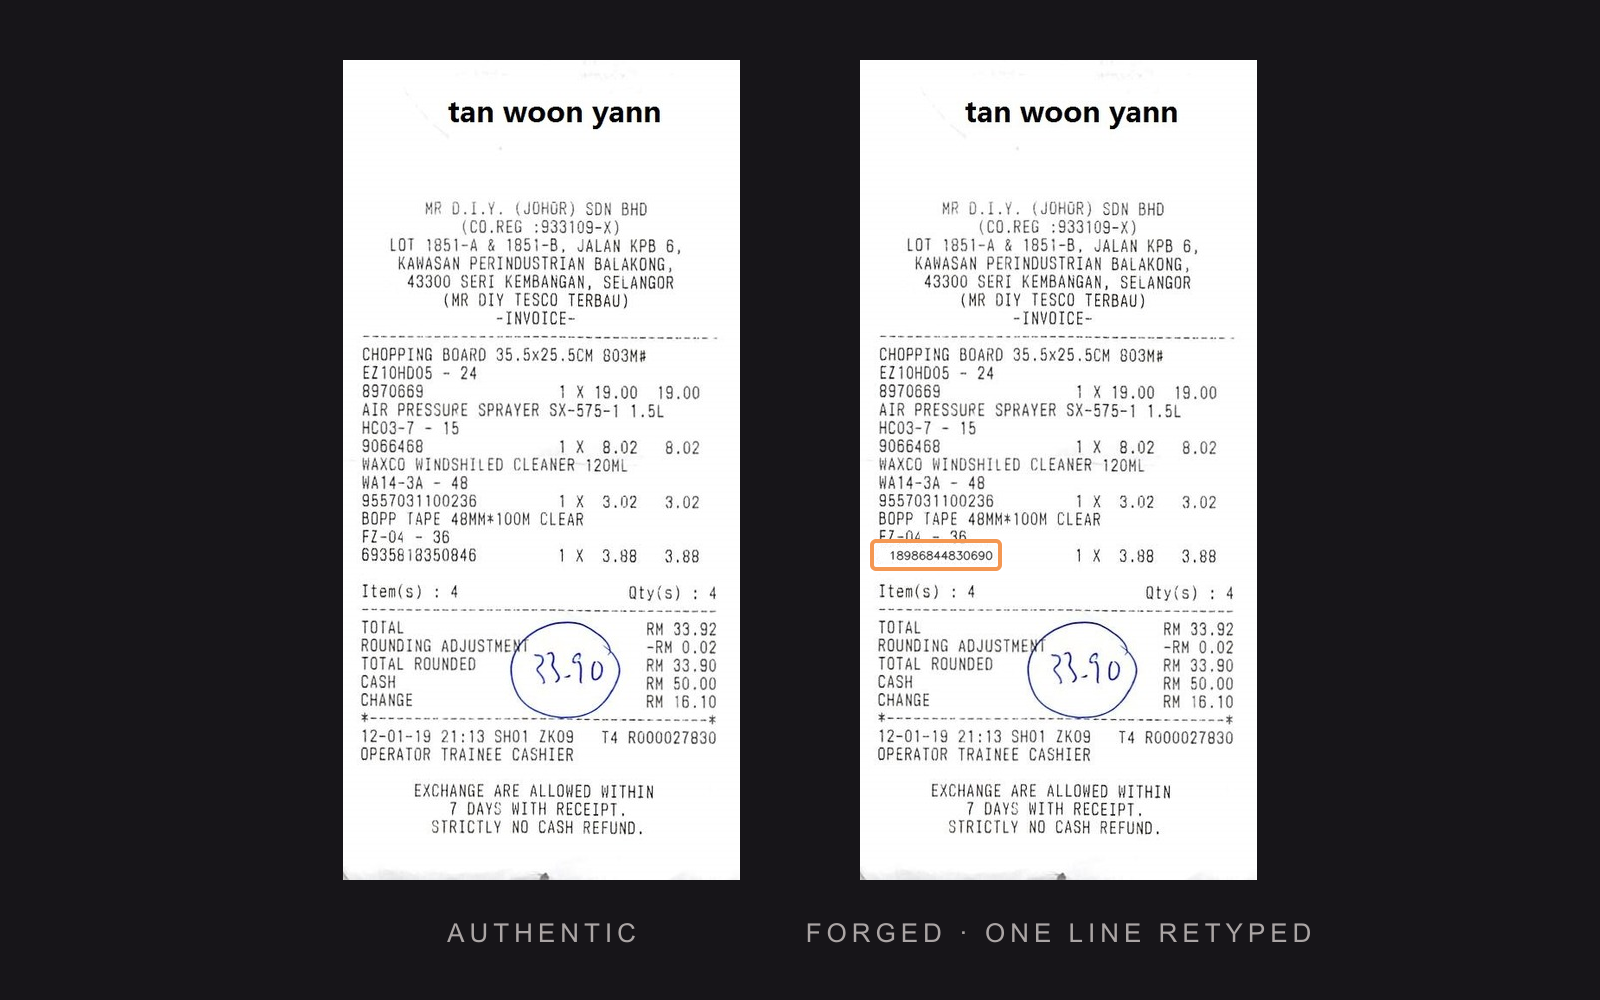 tan woon yann
MR D.I.Y. (JOHOR) SDN BHD
(CO.REG :933109-X)
LOT 1851-A & 1851-B, JALAN KPB 6,
KAWASAN PERINDUSTRIAN BALAKONG,
43300 SERI KEMBANGAN, SELANGOR
(MR DIY TESCO TERBAU)
-INVOICE-
CHOPPING BOARD 35.5x25.5CM 803M#
EZ10HD05 - 24
8970669 1 X 19.00 19.00
AIR PRESSURE SPRAYER SX-575-1 1.5L
HC03-7 - 15
9066468 1 X 8.02 8.02
WAXCO WINDSHILED CLEANER 120ML
WA14-3A - 48
9557031100236 1 X 3.02 3.02
BOPP TAPE 48MM*100M CLEAR
FZ-04 - 36
6935818350846 1 X 3.88 3.88
Item(s) : 4 Qty(s) : 4
TOTAL RM 33.92
ROUNDING ADJUSTMENT -RM 0.02
TOTAL ROUNDED RM 33.90
CASH RM 50.00
CHANGE RM 16.10
33.90
*--------------------------------------*
12-01-19 21:13 SH01 ZK09 T4 R000027830
OPERATOR TRAINEE CASHIER
EXCHANGE ARE ALLOWED WITHIN
7 DAYS WITH RECEIPT.
STRICTLY NO CASH REFUND.
AUTHENTIC
tan woon yann
MR D.I.Y. (JOHOR) SDN BHD
(CO.REG :933109-X)
LOT 1851-A & 1851-B, JALAN KPB 6,
KAWASAN PERINDUSTRIAN BALAKONG,
43300 SERI KEMBANGAN, SELANGOR
(MR DIY TESCO TERBAU)
-INVOICE-
CHOPPING BOARD 35.5x25.5CM 803M#
EZ10HD05 - 24
8970669 1 X 19.00 19.00
AIR PRESSURE SPRAYER SX-575-1 1.5L
HC03-7 - 15
9066468 1 X 8.02 8.02
WAXCO WINDSHILED CLEANER 120ML
WA14-3A - 48
9557031100236 1 X 3.02 3.02
BOPP TAPE 48MM*100M CLEAR
FZ-04 - 36
18986844830690 1 X 3.88 3.88
Item(s) : 4 Qty(s) : 4
TOTAL RM 33.92
ROUNDING ADJUSTMENT -RM 0.02
TOTAL ROUNDED RM 33.90
CASH RM 50.00
CHANGE RM 16.10
33.90
*--------------------------------------*
12-01-19 21:13 SH01 ZK09 T4 R000027830
OPERATOR TRAINEE CASHIER
EXCHANGE ARE ALLOWED WITHIN
7 DAYS WITH RECEIPT.
STRICTLY NO CASH REFUND.
FORGED · ONE LINE RETYPED